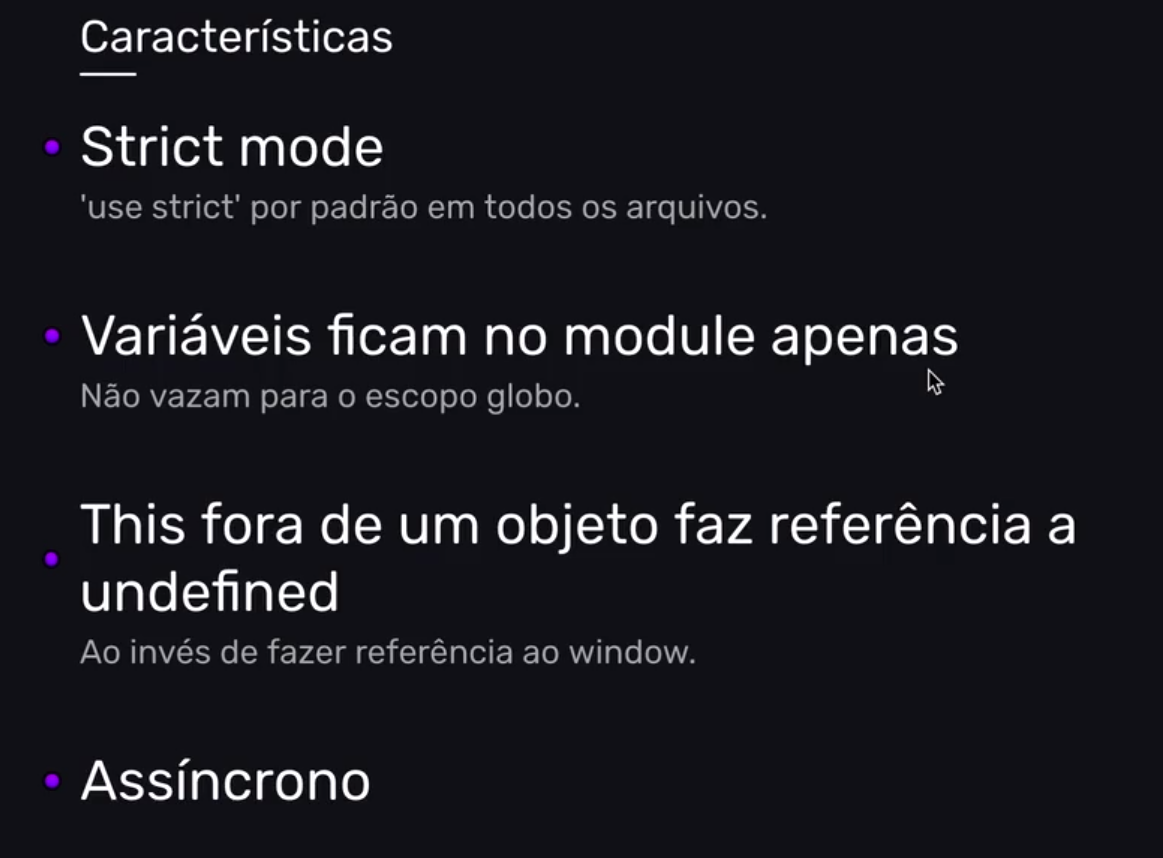 Características
Strict mode
'use strict' por padrão em todos os arquivos.
Variáveis ficam no module apenas
Não vazam para o escopo globo.
This fora de um objeto faz referência a
undefined
Ao invés de fazer referência ao window.
Assíncrono